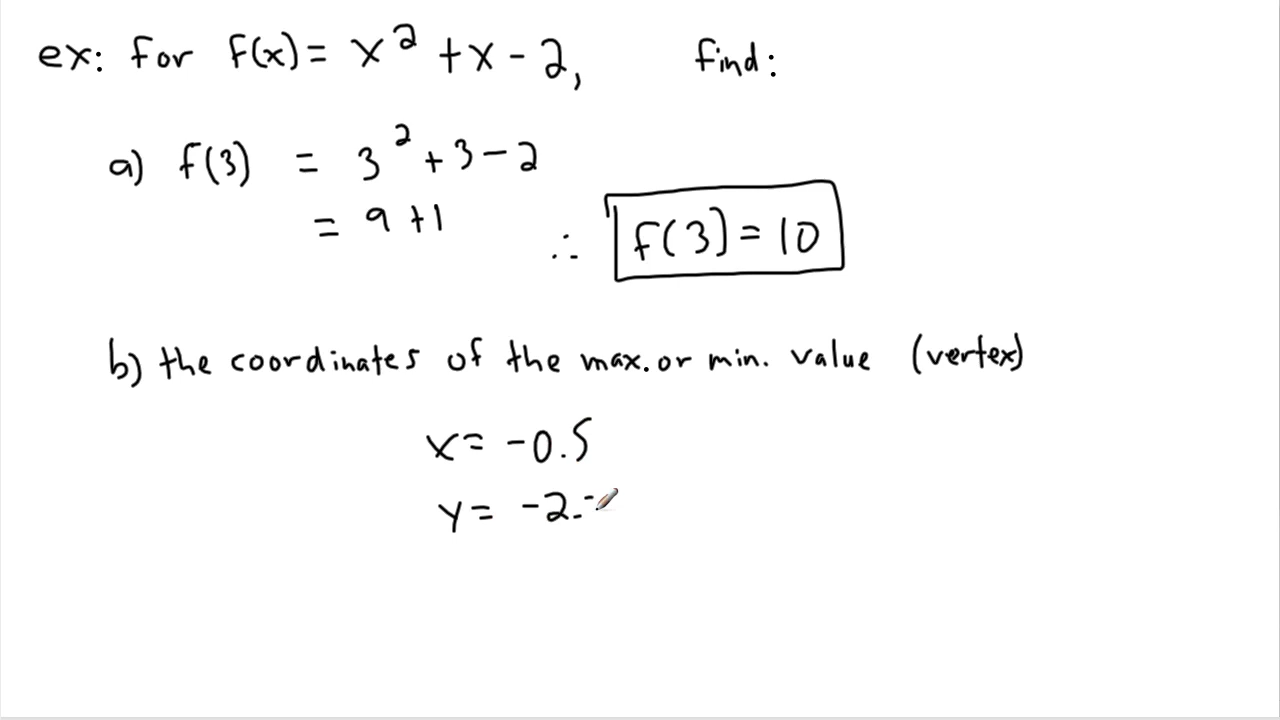 ex: For f(x) = x² + x - 2, find:
a) f(3) = 3² + 3 - 2
= 9 + 1
∴ f(3) = 10
b) the coordinates of the max. or min. value (vertex)
x = -0.5
y = -2.